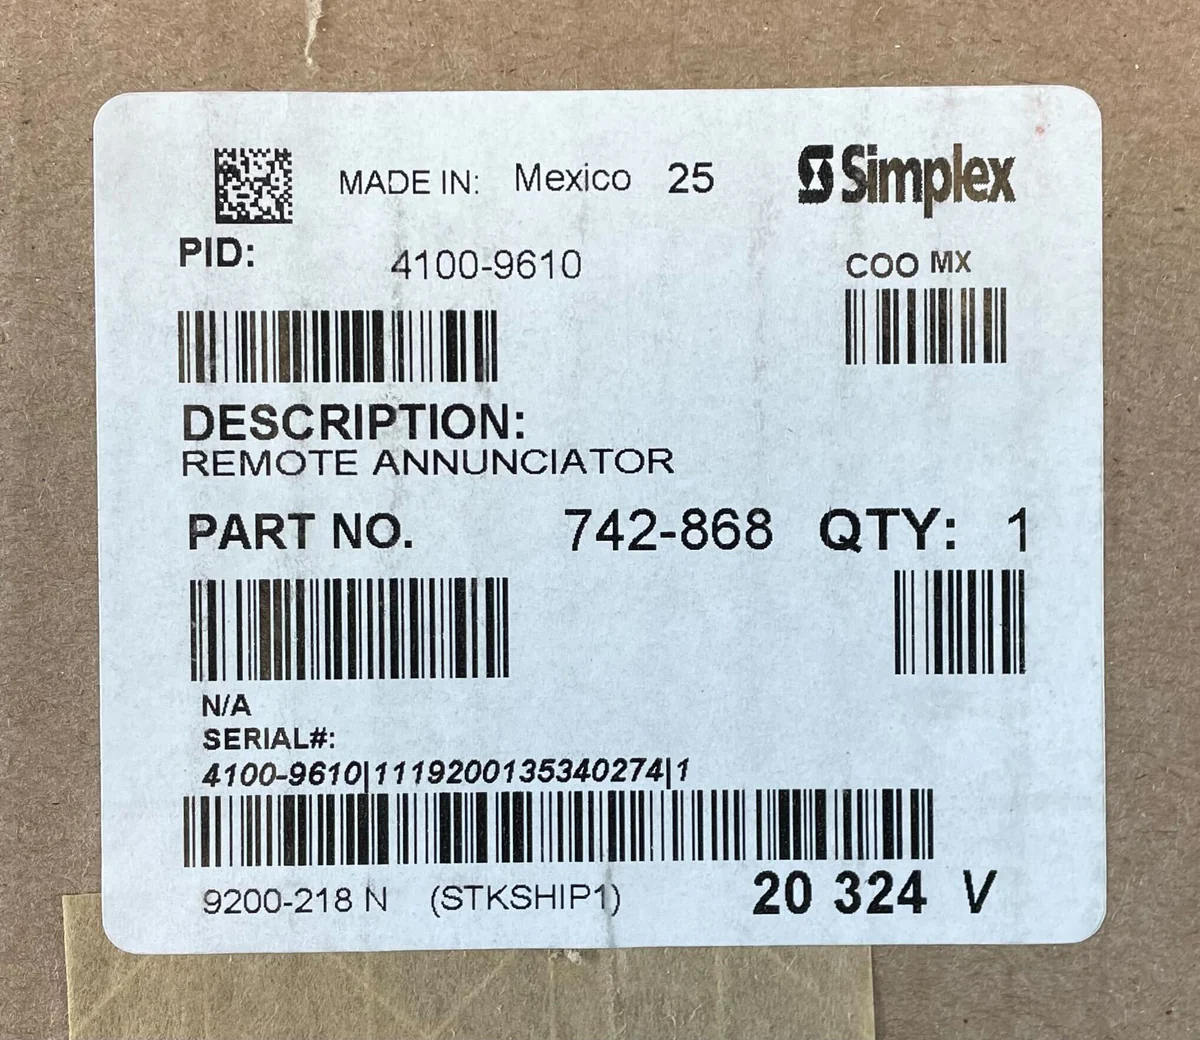 MADE IN: Mexico 25 Simplex
PID: 4100-9610 COO MX
DESCRIPTION:
REMOTE ANNUNCIATOR
PART NO. 742-868 QTY: 1
N/A
SERIAL#:
4100-9610|1119200135340274|1
9200-218 N (STKSHIP1) 20 324 V